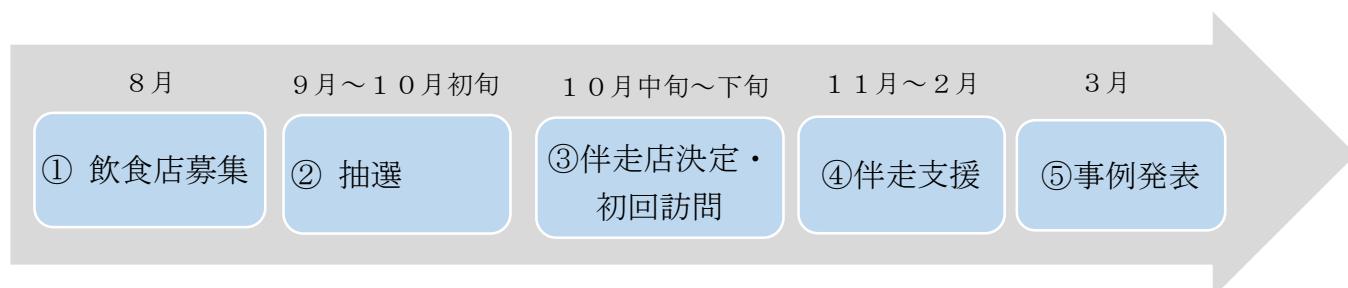 ８月
９月～１０月初旬
１０月中旬～下旬
１１月～２月
３月
① 飲食店募集
② 抽選
③伴走店決定・
初回訪問
④伴走支援
⑤事例発表